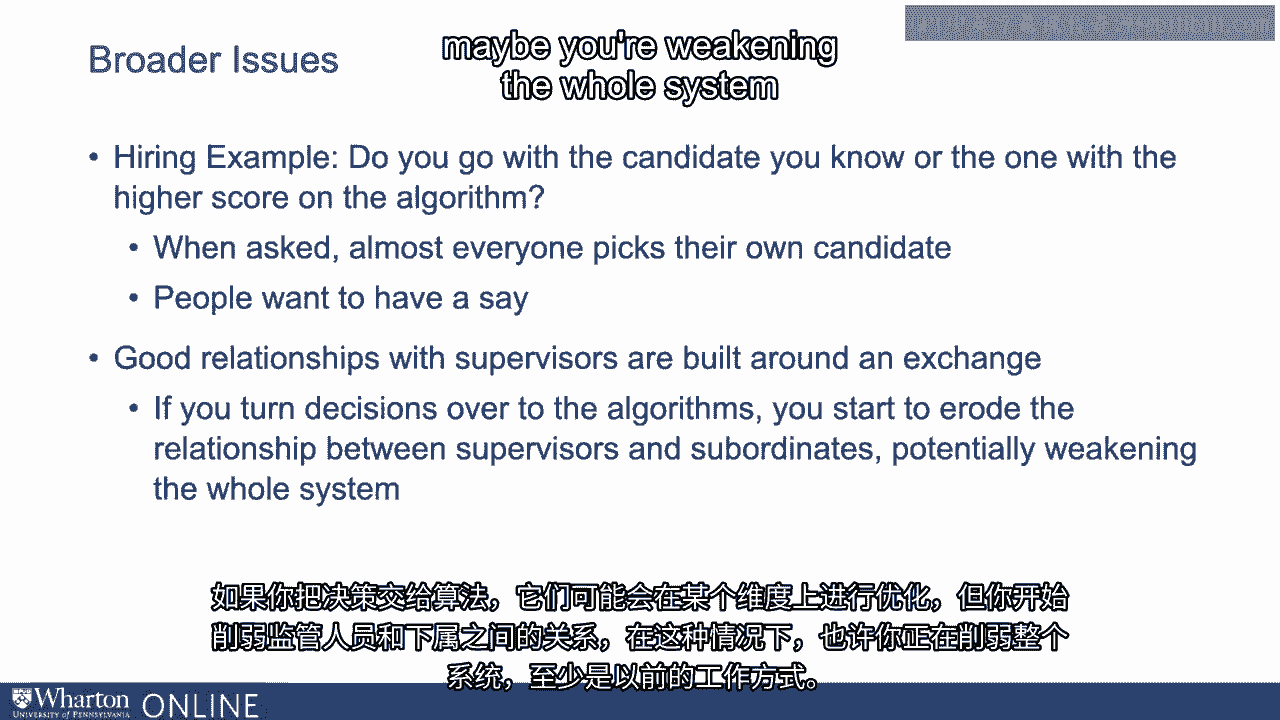 Broader Issues
maybe you're weakening
the whole system
• Hiring Example: Do you go with the candidate you know or the one with the
higher score on the algorithm?
• When asked, almost everyone picks their own candidate
• People want to have a say
• Good relationships with supervisors are built around an exchange
• If you turn decisions over to the algorithms, you start to erode the
relationship between supervisors and subordinates, potentially weakening
the whole system
如果你把决策交给算法，它们可能会在某个维度上进行优化，但你开始
削弱监管人员和下属之间的关系，在这种情况下，也许你正在削弱整个
系统，至少是以前的工作方式。
Wharton
UNIVERSITY of PENNSYLVANIA
ONLINE